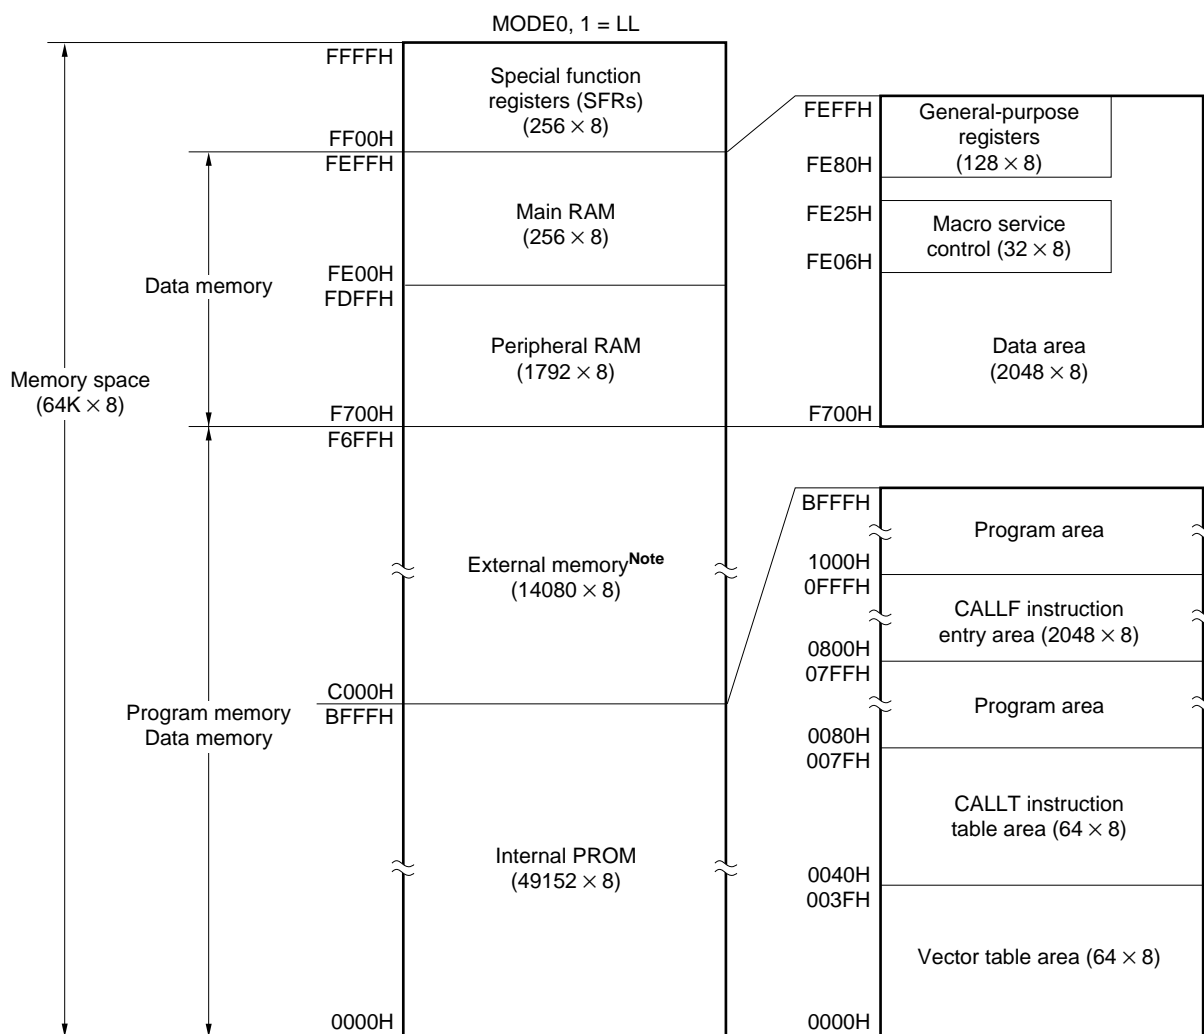 MODE0, 1 = LL
FFFFH
Special function
registers (SFRs)
(256 × 8)
FF00H
FEFFH
Main RAM
(256 × 8)
FE00H
FDFFH
Data memory
Peripheral RAM
(1792 × 8)
Memory space
(64K × 8)
F700H
F6FFH
External memoryNote
(14080 × 8)
C000H
BFFFH
Program memory
Data memory
Internal PROM
(49152 × 8)
0000H
FEFFH
General-purpose
registers
(128 × 8)
FE80H
FE25H
Macro service
control (32 × 8)
FE06H
Data area
(2048 × 8)
F700H
BFFFH
Program area
1000H
0FFFH
CALLF instruction
entry area (2048 × 8)
0800H
07FFH
Program area
0080H
007FH
CALLT instruction
table area (64 × 8)
0040H
003FH
Vector table area (64 × 8)
0000H